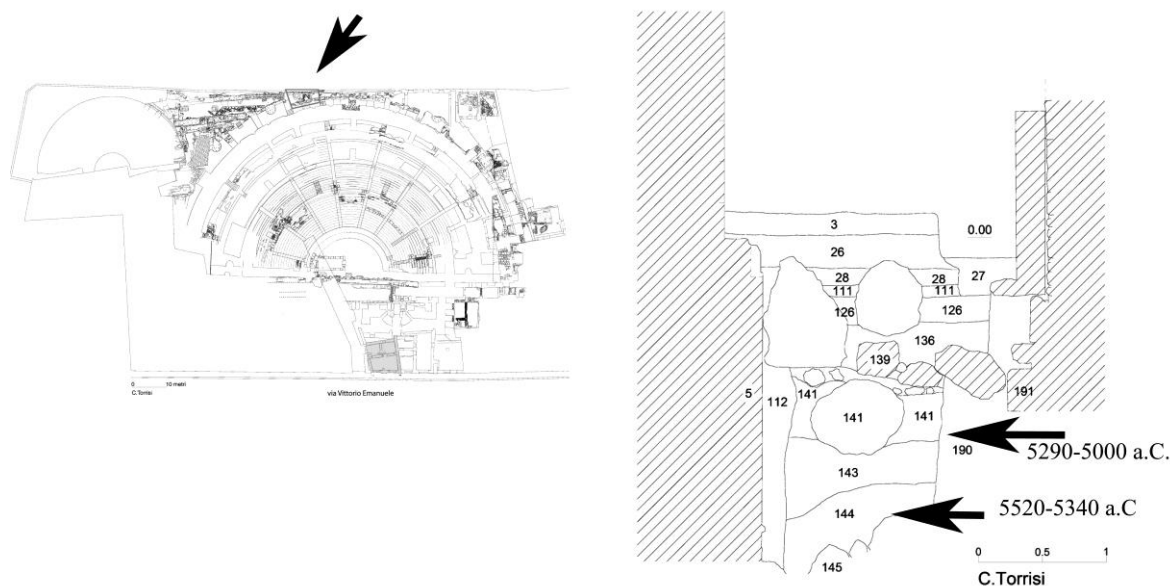 0 10 metri
C.Torrisi
via Vittorio Emanuele
3
0.00
26
28 28 27
111 111
126 126
136
139
5 112 141 191
141 141
190
5290-5000 a.C.
143
5520-5340 a.C
144
145
0 0.5 1
C.Torrisi